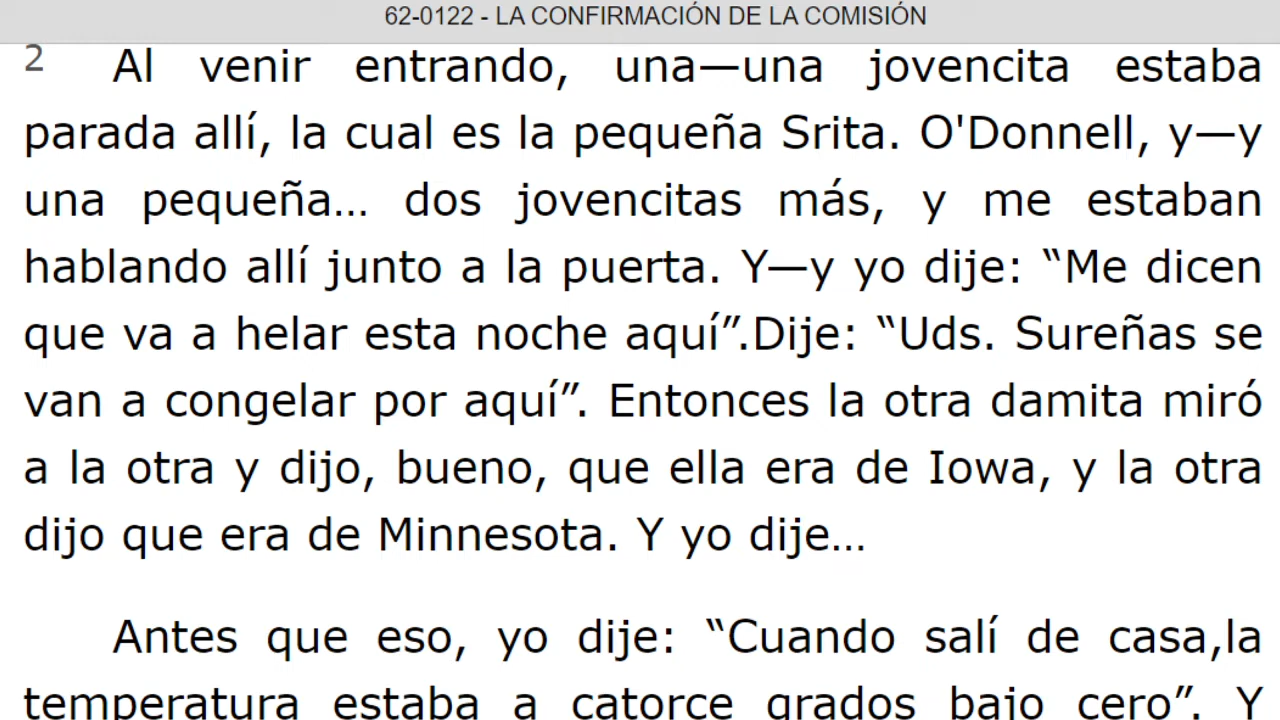 62-0122 - LA CONFIRMACIÓN DE LA COMISIÓN
2 Al venir entrando, una—una jovencita estaba
parada allí, la cual es la pequeña Srita. O'Donnell, y—y
una pequeña… dos jovencitas más, y me estaban
hablando allí junto a la puerta. Y—y yo dije: “Me dicen
que va a helar esta noche aquí”.Dije: “Uds. Sureñas se
van a congelar por aquí”. Entonces la otra damita miró
a la otra y dijo, bueno, que ella era de Iowa, y la otra
dijo que era de Minnesota. Y yo dije…
Antes que eso, yo dije: “Cuando salí de casa,la
temperatura estaba a catorce grados bajo cero”. Y